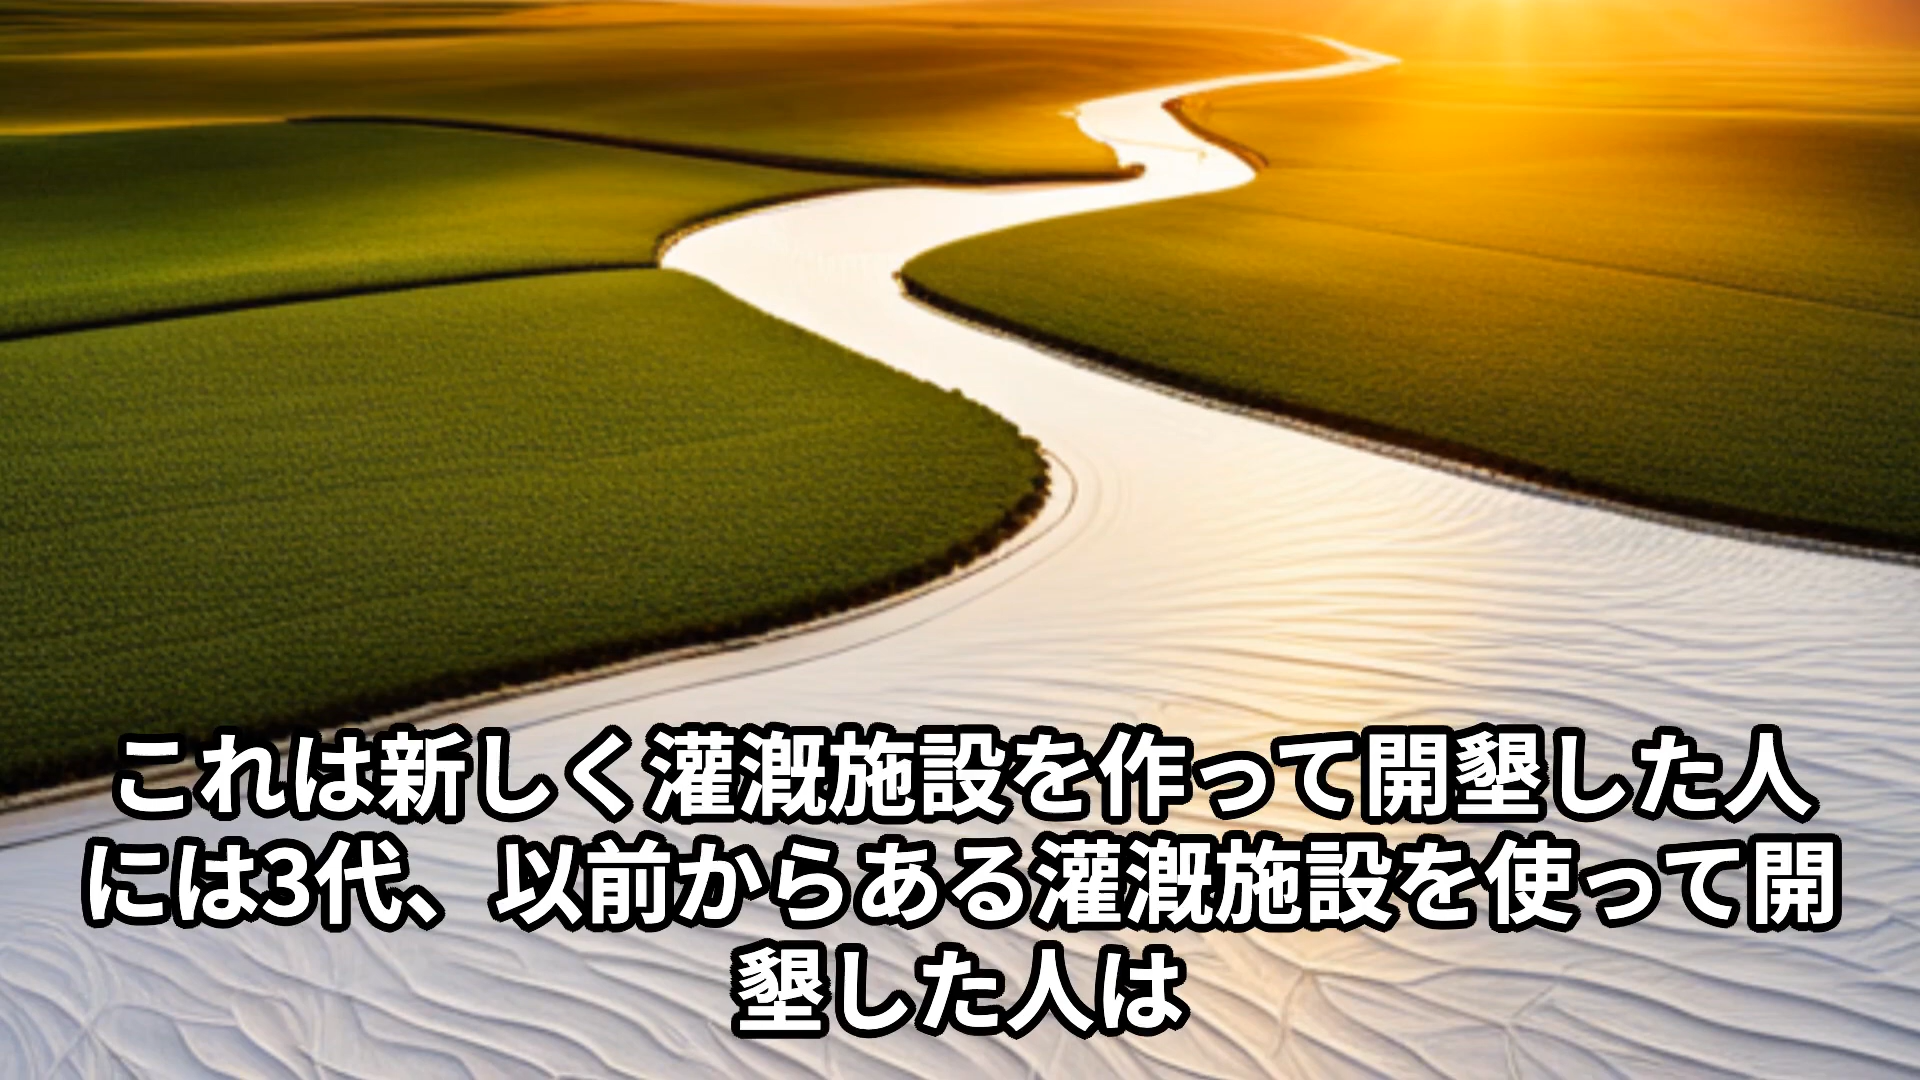 これは新しく灌漑施設を作って開墾した人
には3代、以前からある灌漑施設を使って開
墾した人は